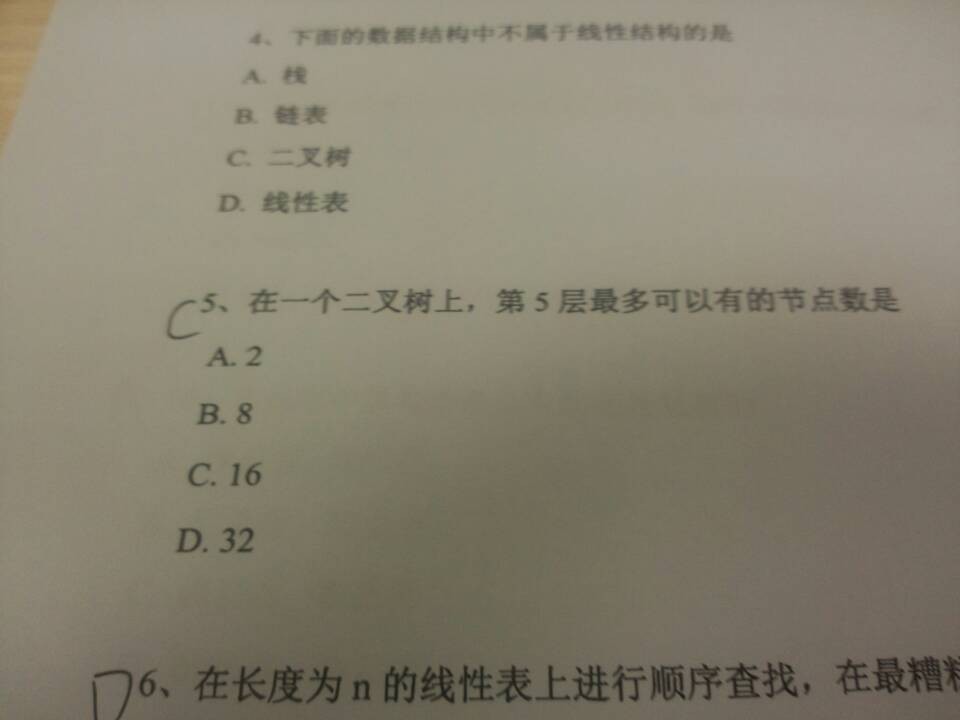 4、下面的数据结构中不属于线性结构的是
A. 栈
B. 链表
C. 二叉树
D. 线性表
C 5、在一个二叉树上，第 5 层最多可以有的节点数是
A. 2
B. 8
C. 16
D. 32
D 6、在长度为 n 的线性表上进行顺序查找，在最糟